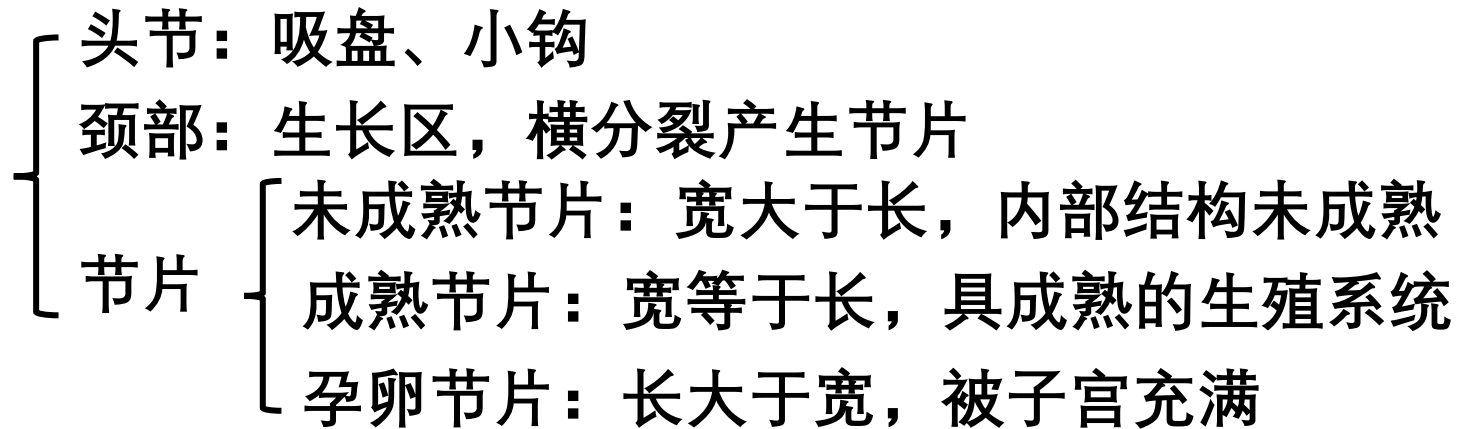 头节：吸盘、小钩
颈部：生长区，横分裂产生节片
节片
未成熟节片：宽大于长，内部结构未成熟
成熟节片：宽等于长，具成熟的生殖系统
孕卵节片：长大于宽，被子宫充满